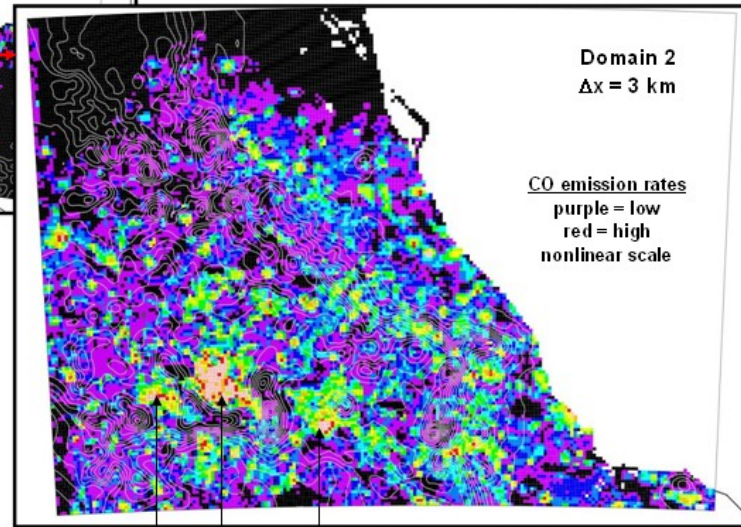 Domain 2
Δx = 3 km
CO emission rates
purple = low
red = high
nonlinear scale